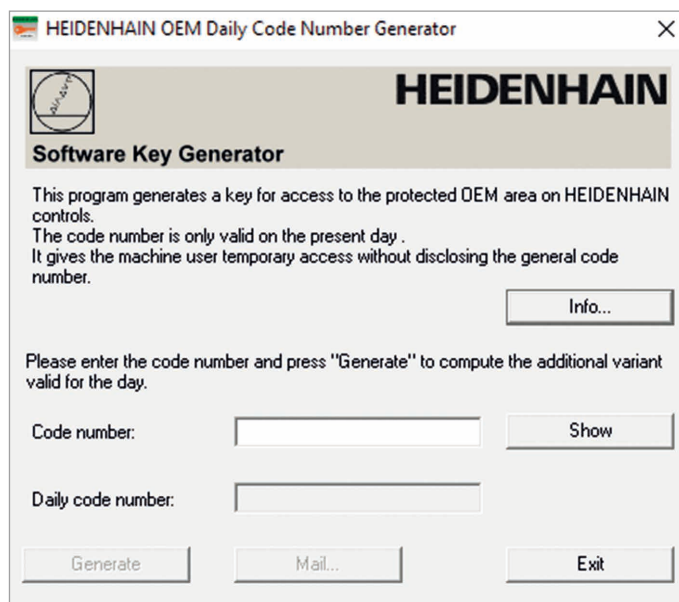 HEIDENHAIN OEM Daily Code Number Generator
HEIDENHAIN
Software Key Generator
This program generates a key for access to the protected OEM area on HEIDENHAIN
controls.
The code number is only valid on the present day .
It gives the machine user temporary access without disclosing the general code
number.
Info...
Please enter the code number and press "Generate" to compute the additional variant
valid for the day.
Code number:
Show
Daily code number:
Generate
Mail...
Exit